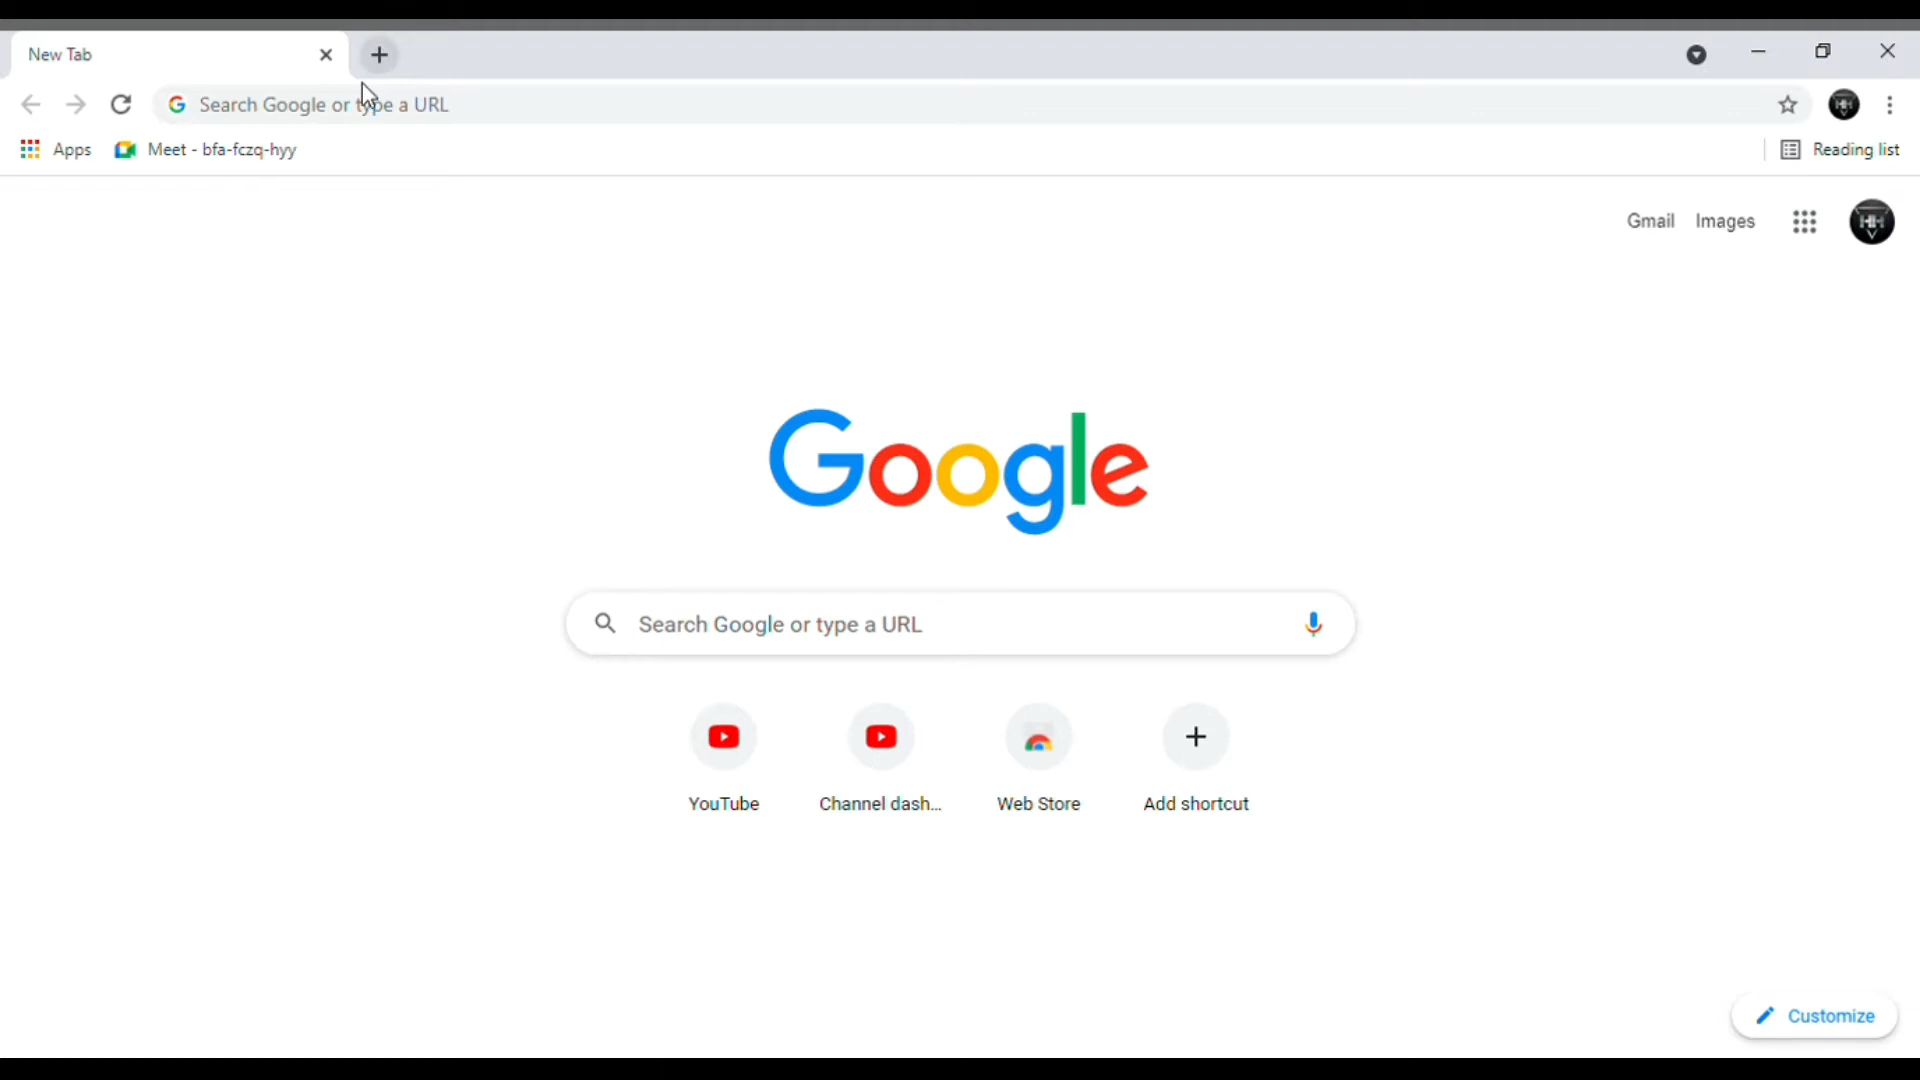 New Tab
Search Google or type a URL
Apps
Meet - bfa-fczq-hyy
Reading list
Gmail
Images
Google
Search Google or type a URL
YouTube
Channel dash...
Web Store
Add shortcut
Customize